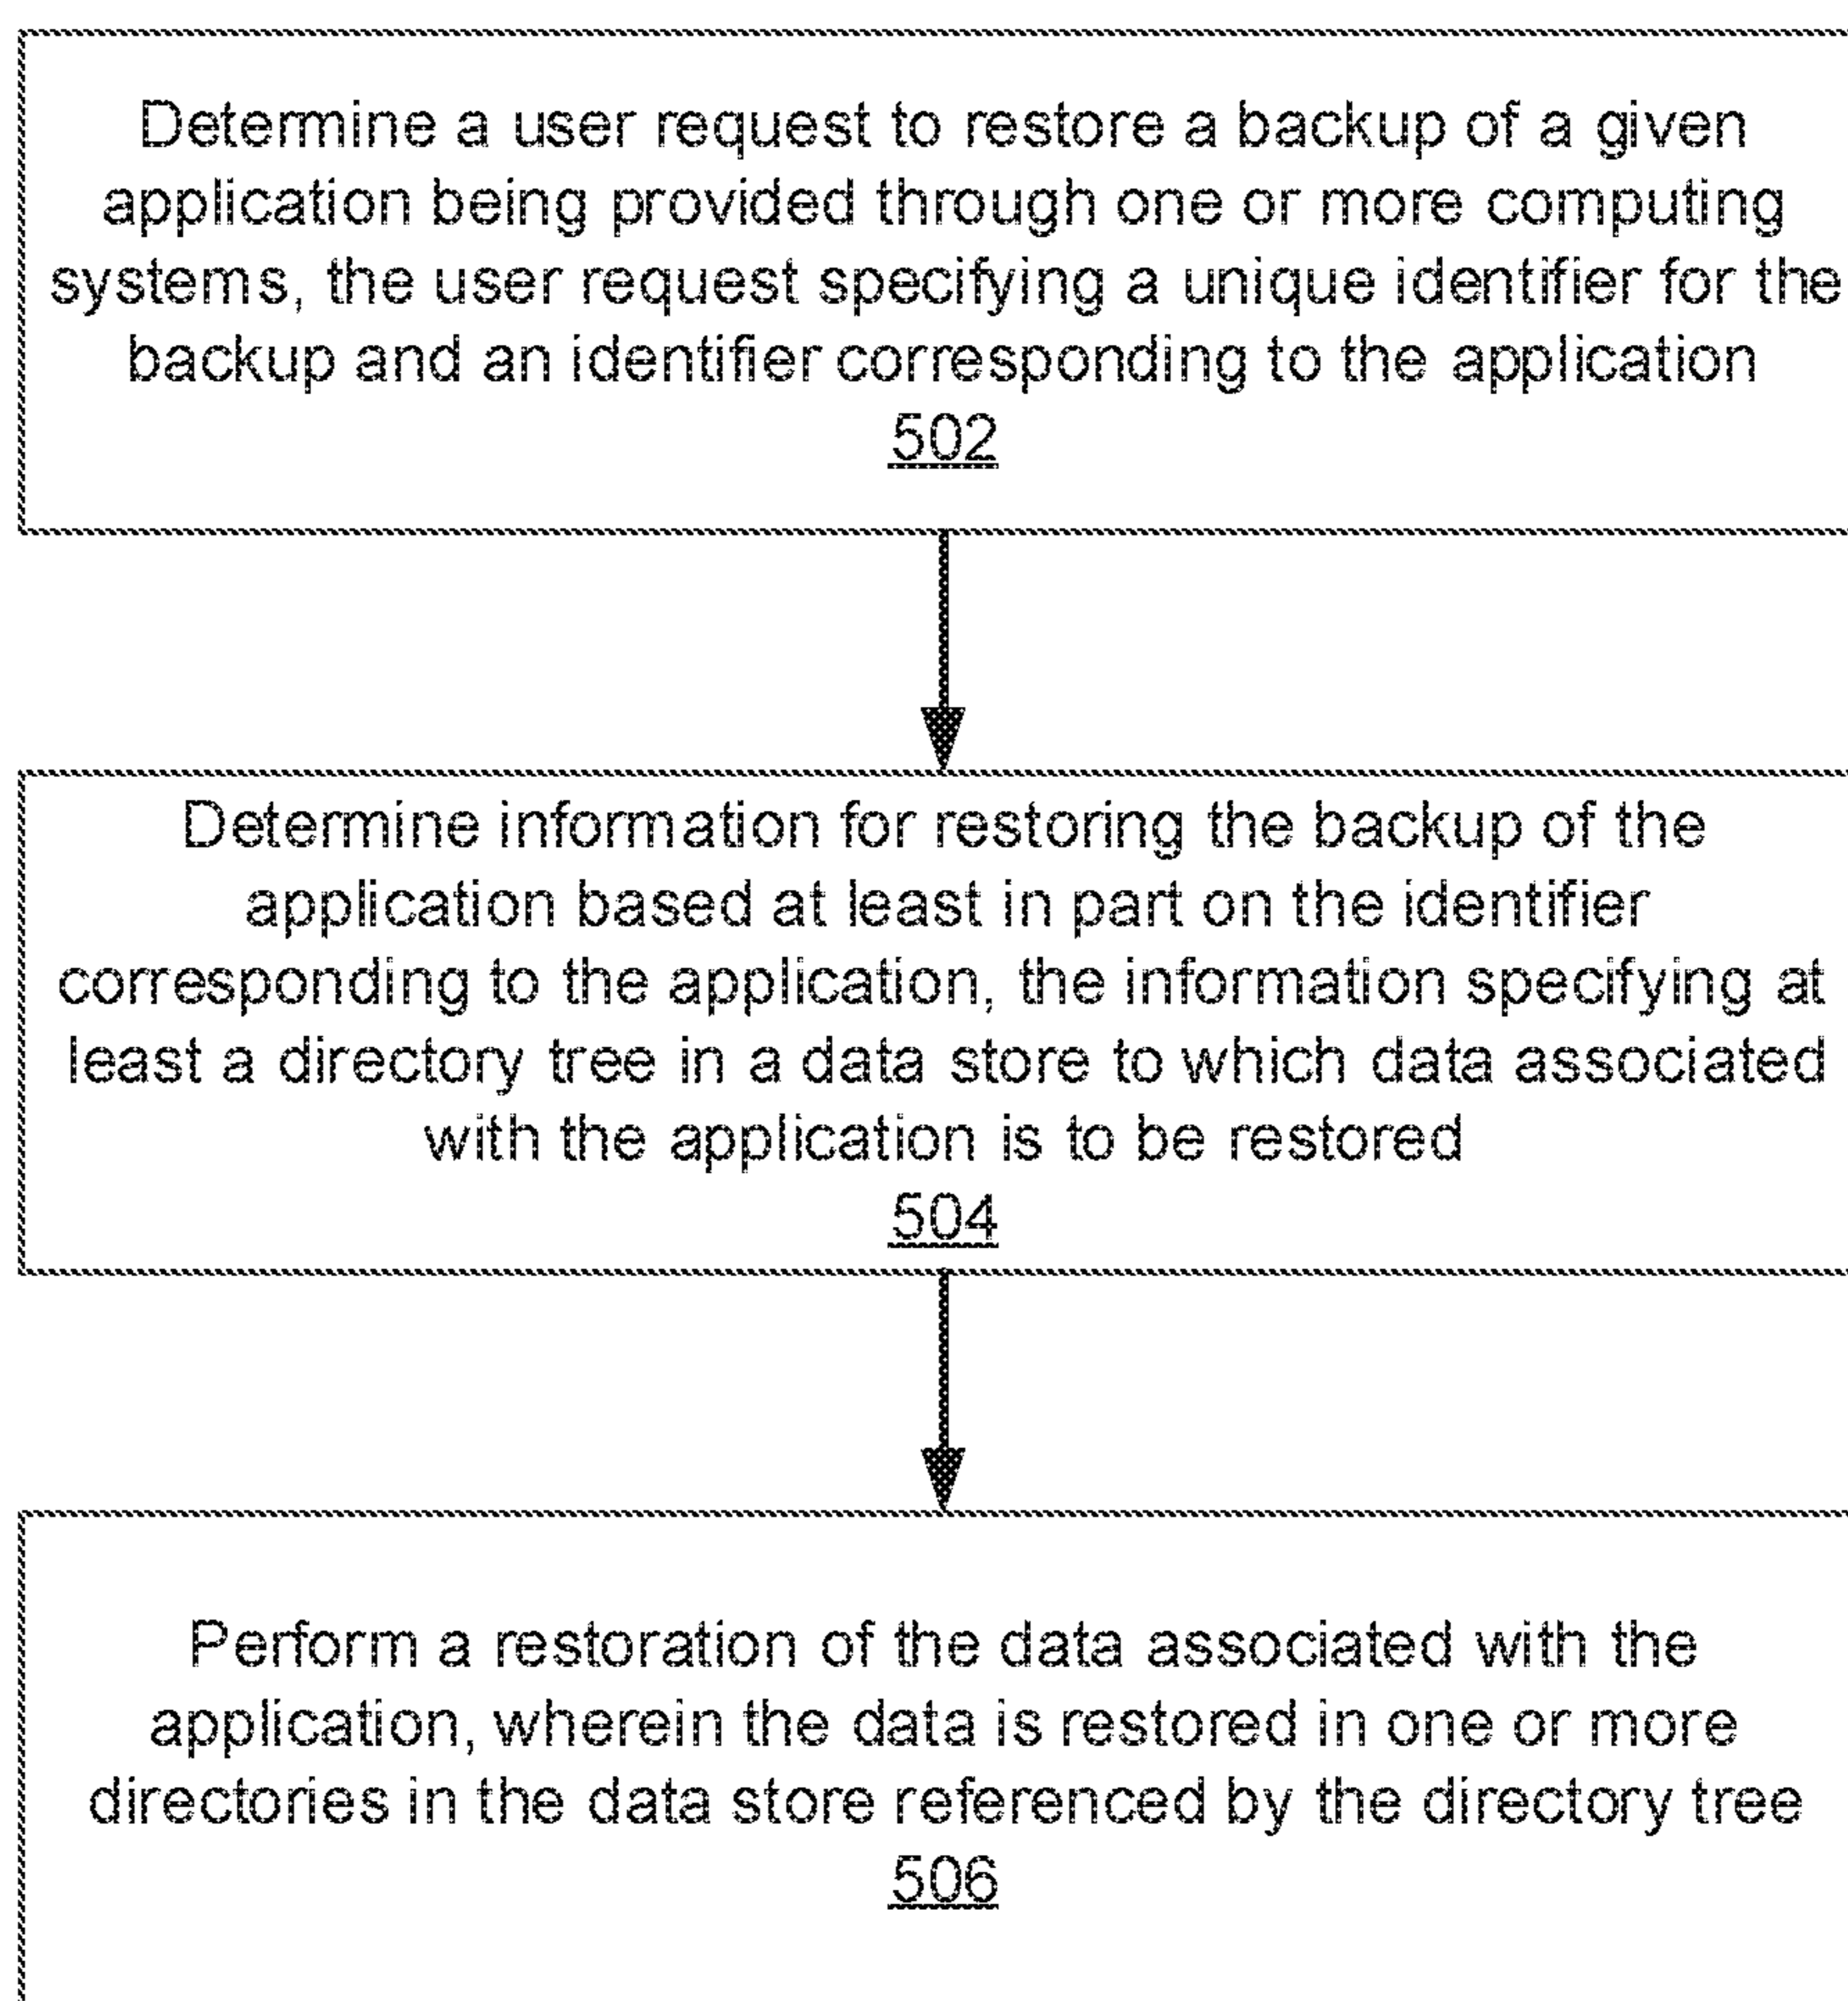 Determine a user request to restore a backup of a given
application being provided through one or more computing
systems, the user request specifying a unique identifier for the
backup and an identifier corresponding to the application
502
Determine information for restoring the backup of the
application based at least in part on the identifier
corresponding to the application, the information specifying at
least a directory tree in a data store to which data associated
with the application is to be restored
504
Perform a restoration of the data associated with the
application, wherein the data is restored in one or more
directories in the data store referenced by the directory tree
506